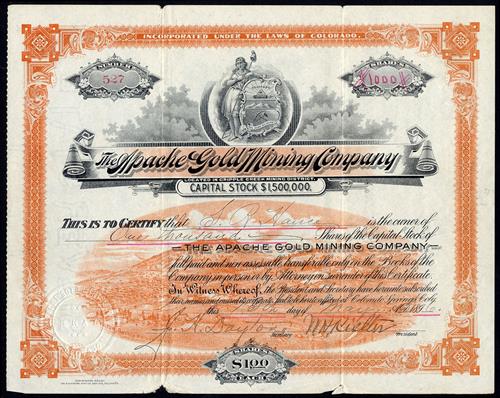 INCORPORATED UNDER THE LAWS OF COLORADO.
NUMBER
527
SHARES
1000
The Apache Gold Mining Company
LOCATED IN CRIPPLE CREEK MINING DISTRICT.
CAPITAL STOCK $1,500,000.
THIS IS TO CERTIFY that is the owner of
One thousand Shares of the Capital Stock of
THE APACHE GOLD MINING COMPANY
full paid and non-assessable, transferable only on the Books of the
Company in person or by Attorney on surrender of this Certificate.
In Witness Whereof, The President and Secretary have hereunto subscribed
their names and caused the corporate Seal to be hereto affixed at Colorado Springs, Colo.
this day of A.D. 189
Secretary President
SHARES
$1.00
EACH